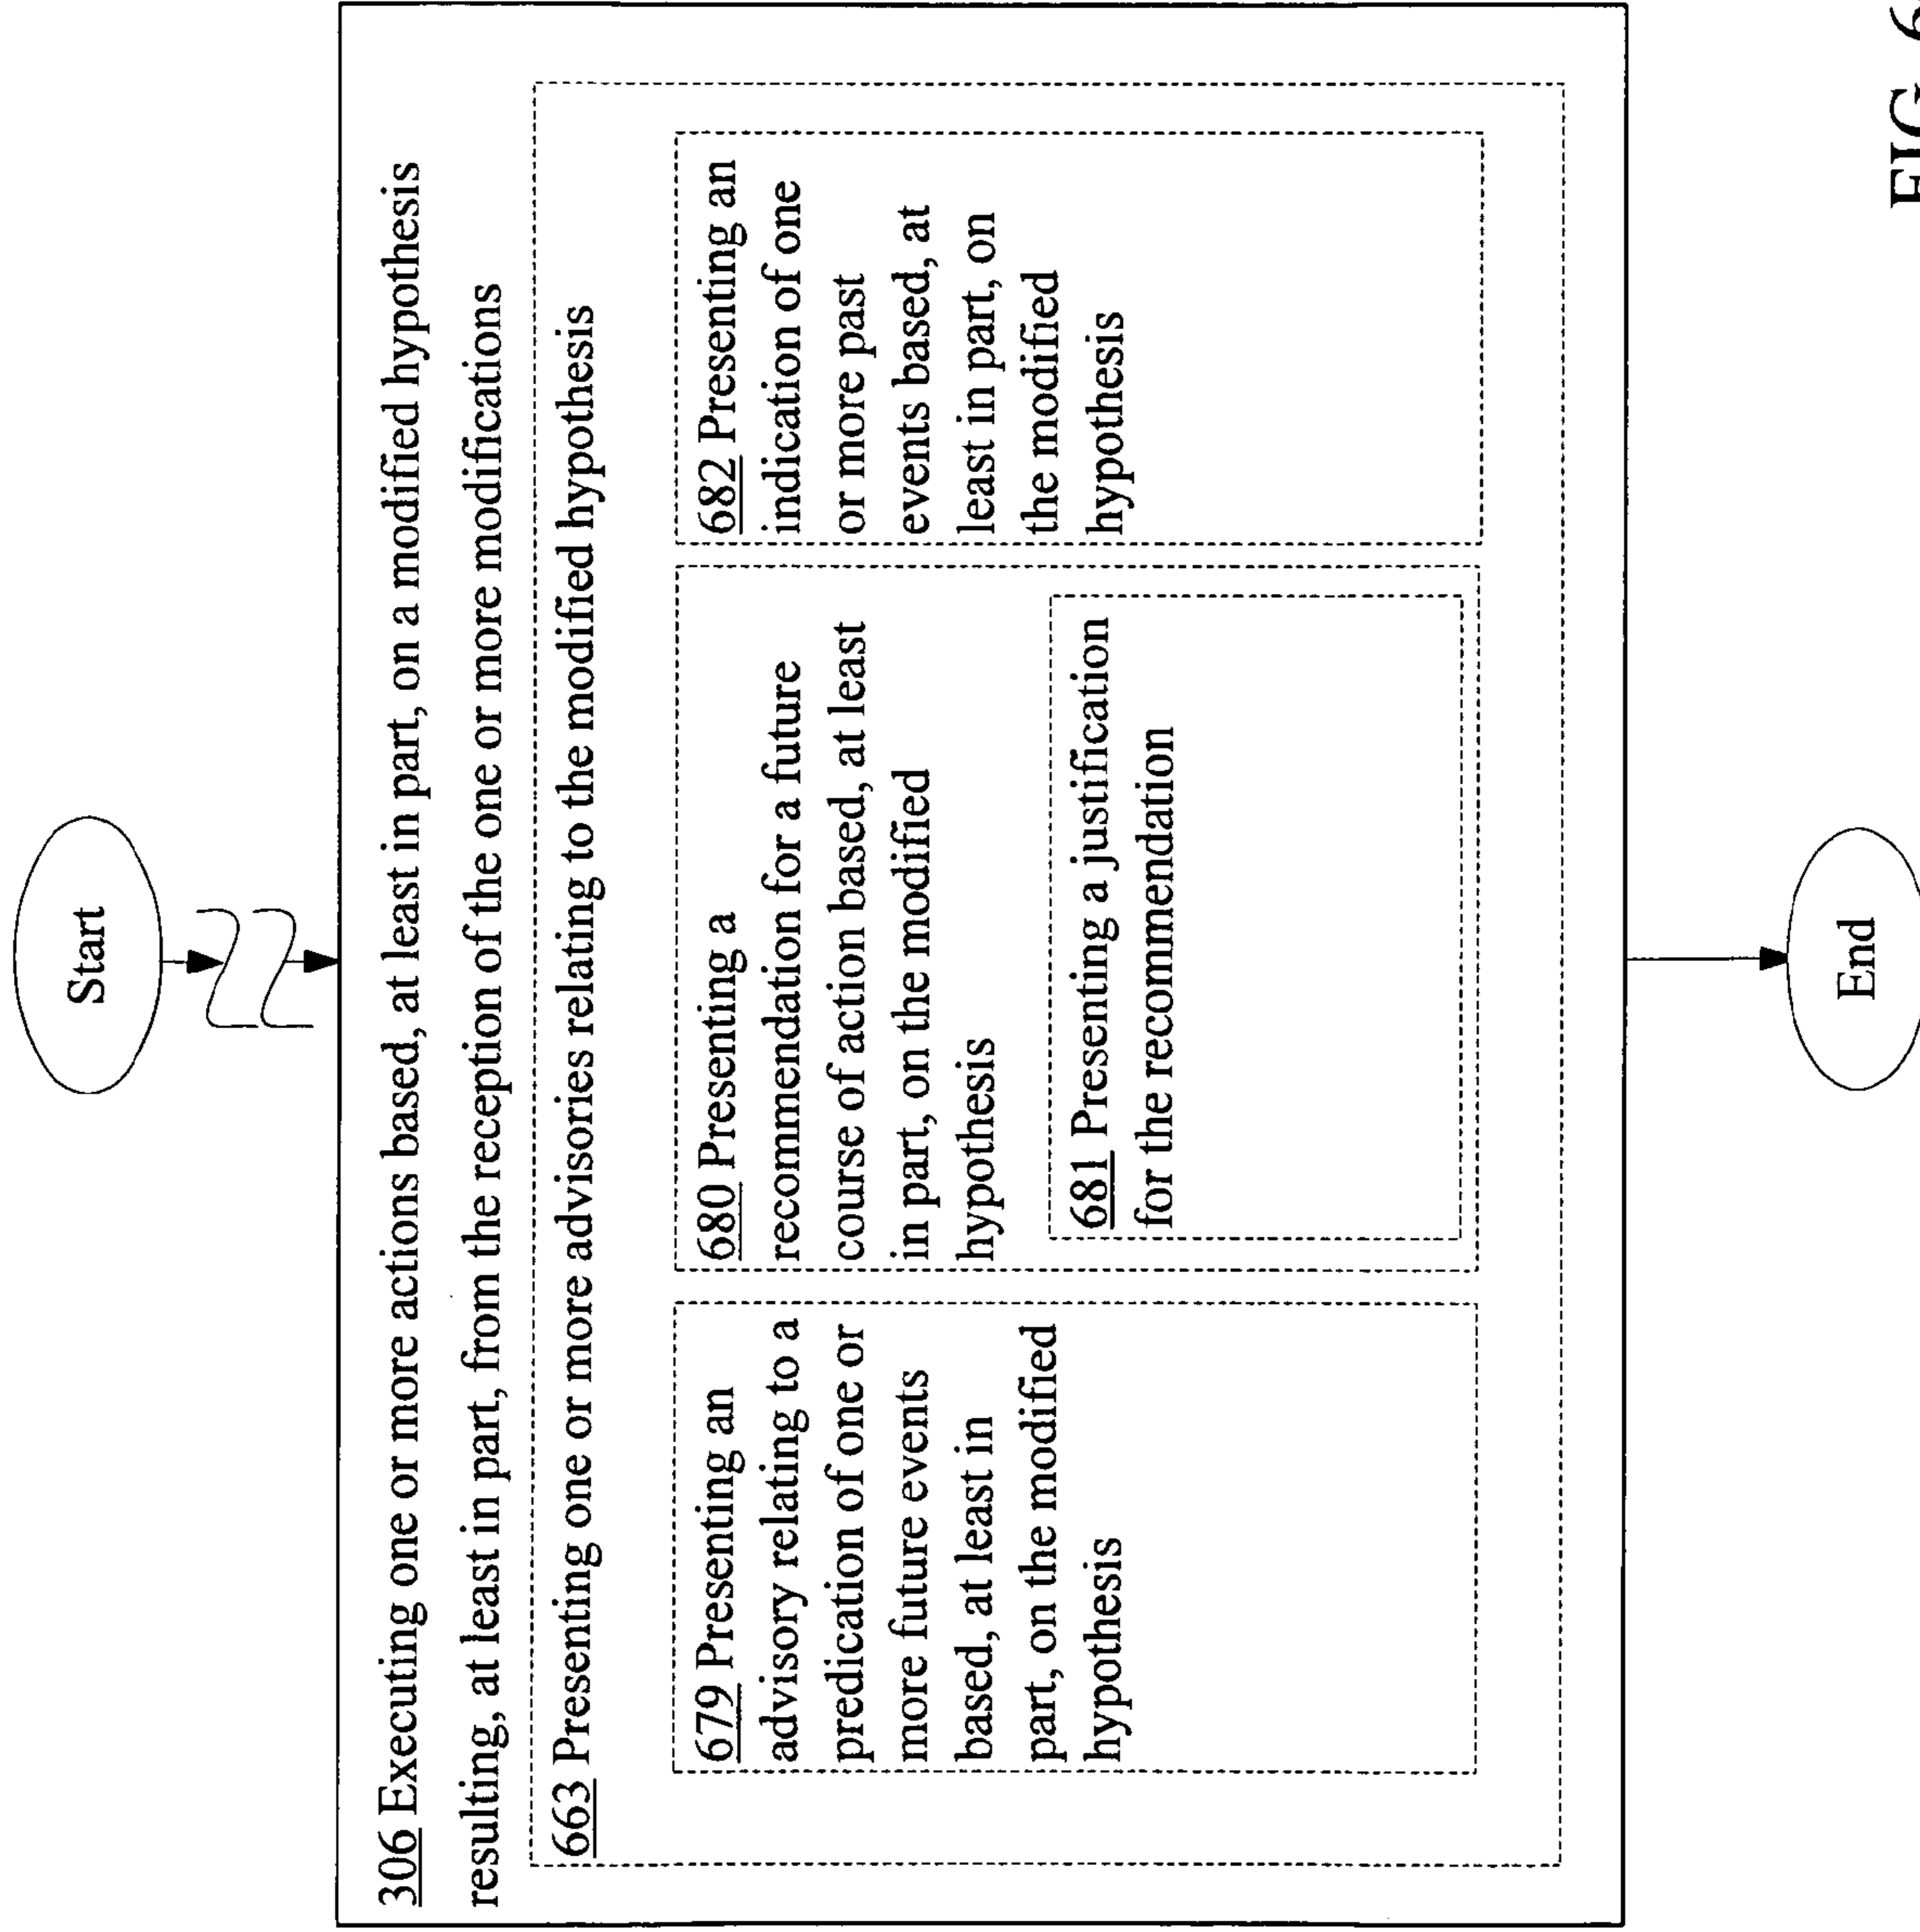 Start
306 Executing one or more actions based, at least in part, on a modified hypothesis
resulting, at least in part, from the reception of the one or more modifications
663 Presenting one or more advisories relating to the modified hypothesis
679 Presenting an
advisory relating to a
predication of one or
more future events
based, at least in
part, on the modified
hypothesis
680 Presenting a
recommendation for a future
course of action based, at least
in part, on the modified
hypothesis
681 Presenting a justification
for the recommendation
682 Presenting an
indication of one
or more past
events based, at
least in part, on
the modified
hypothesis
End
FIG. 6